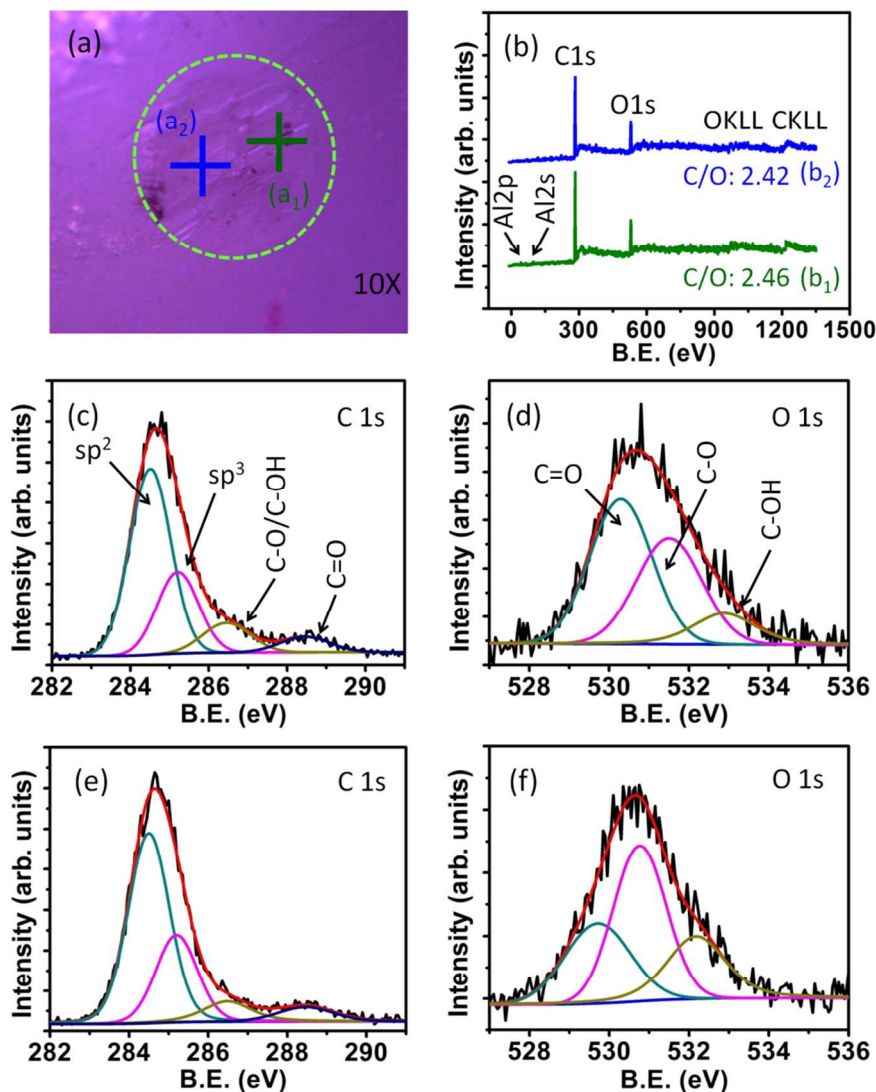 (a)
(a₂)
(a₁)
10X
(b)
C1s
O1s
OKLL CKLL
C/O: 2.42 (b₂)
Al2p
Al2s
C/O: 2.46 (b₁)
Intensity (arb. units)
0 300 600 900 1200 1500
B.E. (eV)
(c)
C 1s
sp²
sp³
C-O/C-OH
C=O
Intensity (arb. units)
282 284 286 288 290
B.E. (eV)
(d)
O 1s
C=O
C-O
C-OH
Intensity (arb. units)
528 530 532 534 536
B.E. (eV)
(e)
C 1s
Intensity (arb. units)
282 284 286 288 290
B.E. (eV)
(f)
O 1s
Intensity (arb. units)
528 530 532 534 536
B.E. (eV)